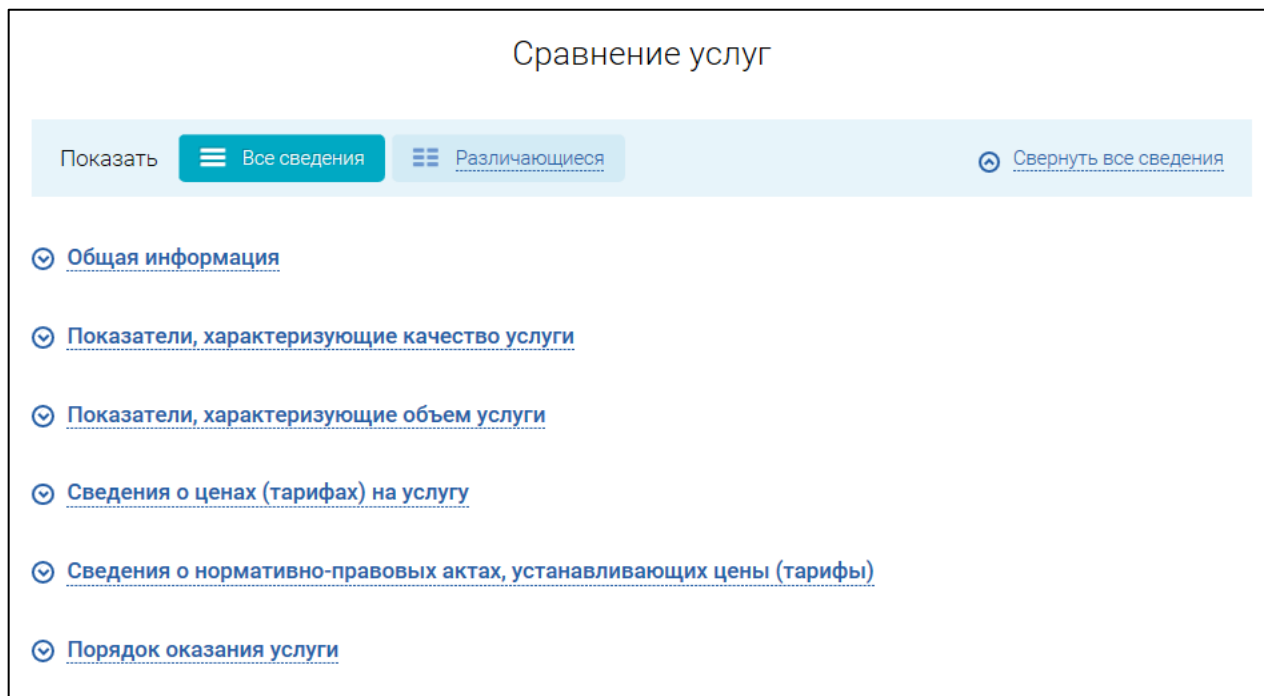 Сравнение услуг
Показать Все сведения Различающиеся Свернуть все сведения
Общая информация
Показатели, характеризующие качество услуги
Показатели, характеризующие объем услуги
Сведения о ценах (тарифах) на услугу
Сведения о нормативно-правовых актах, устанавливающих цены (тарифы)
Порядок оказания услуги